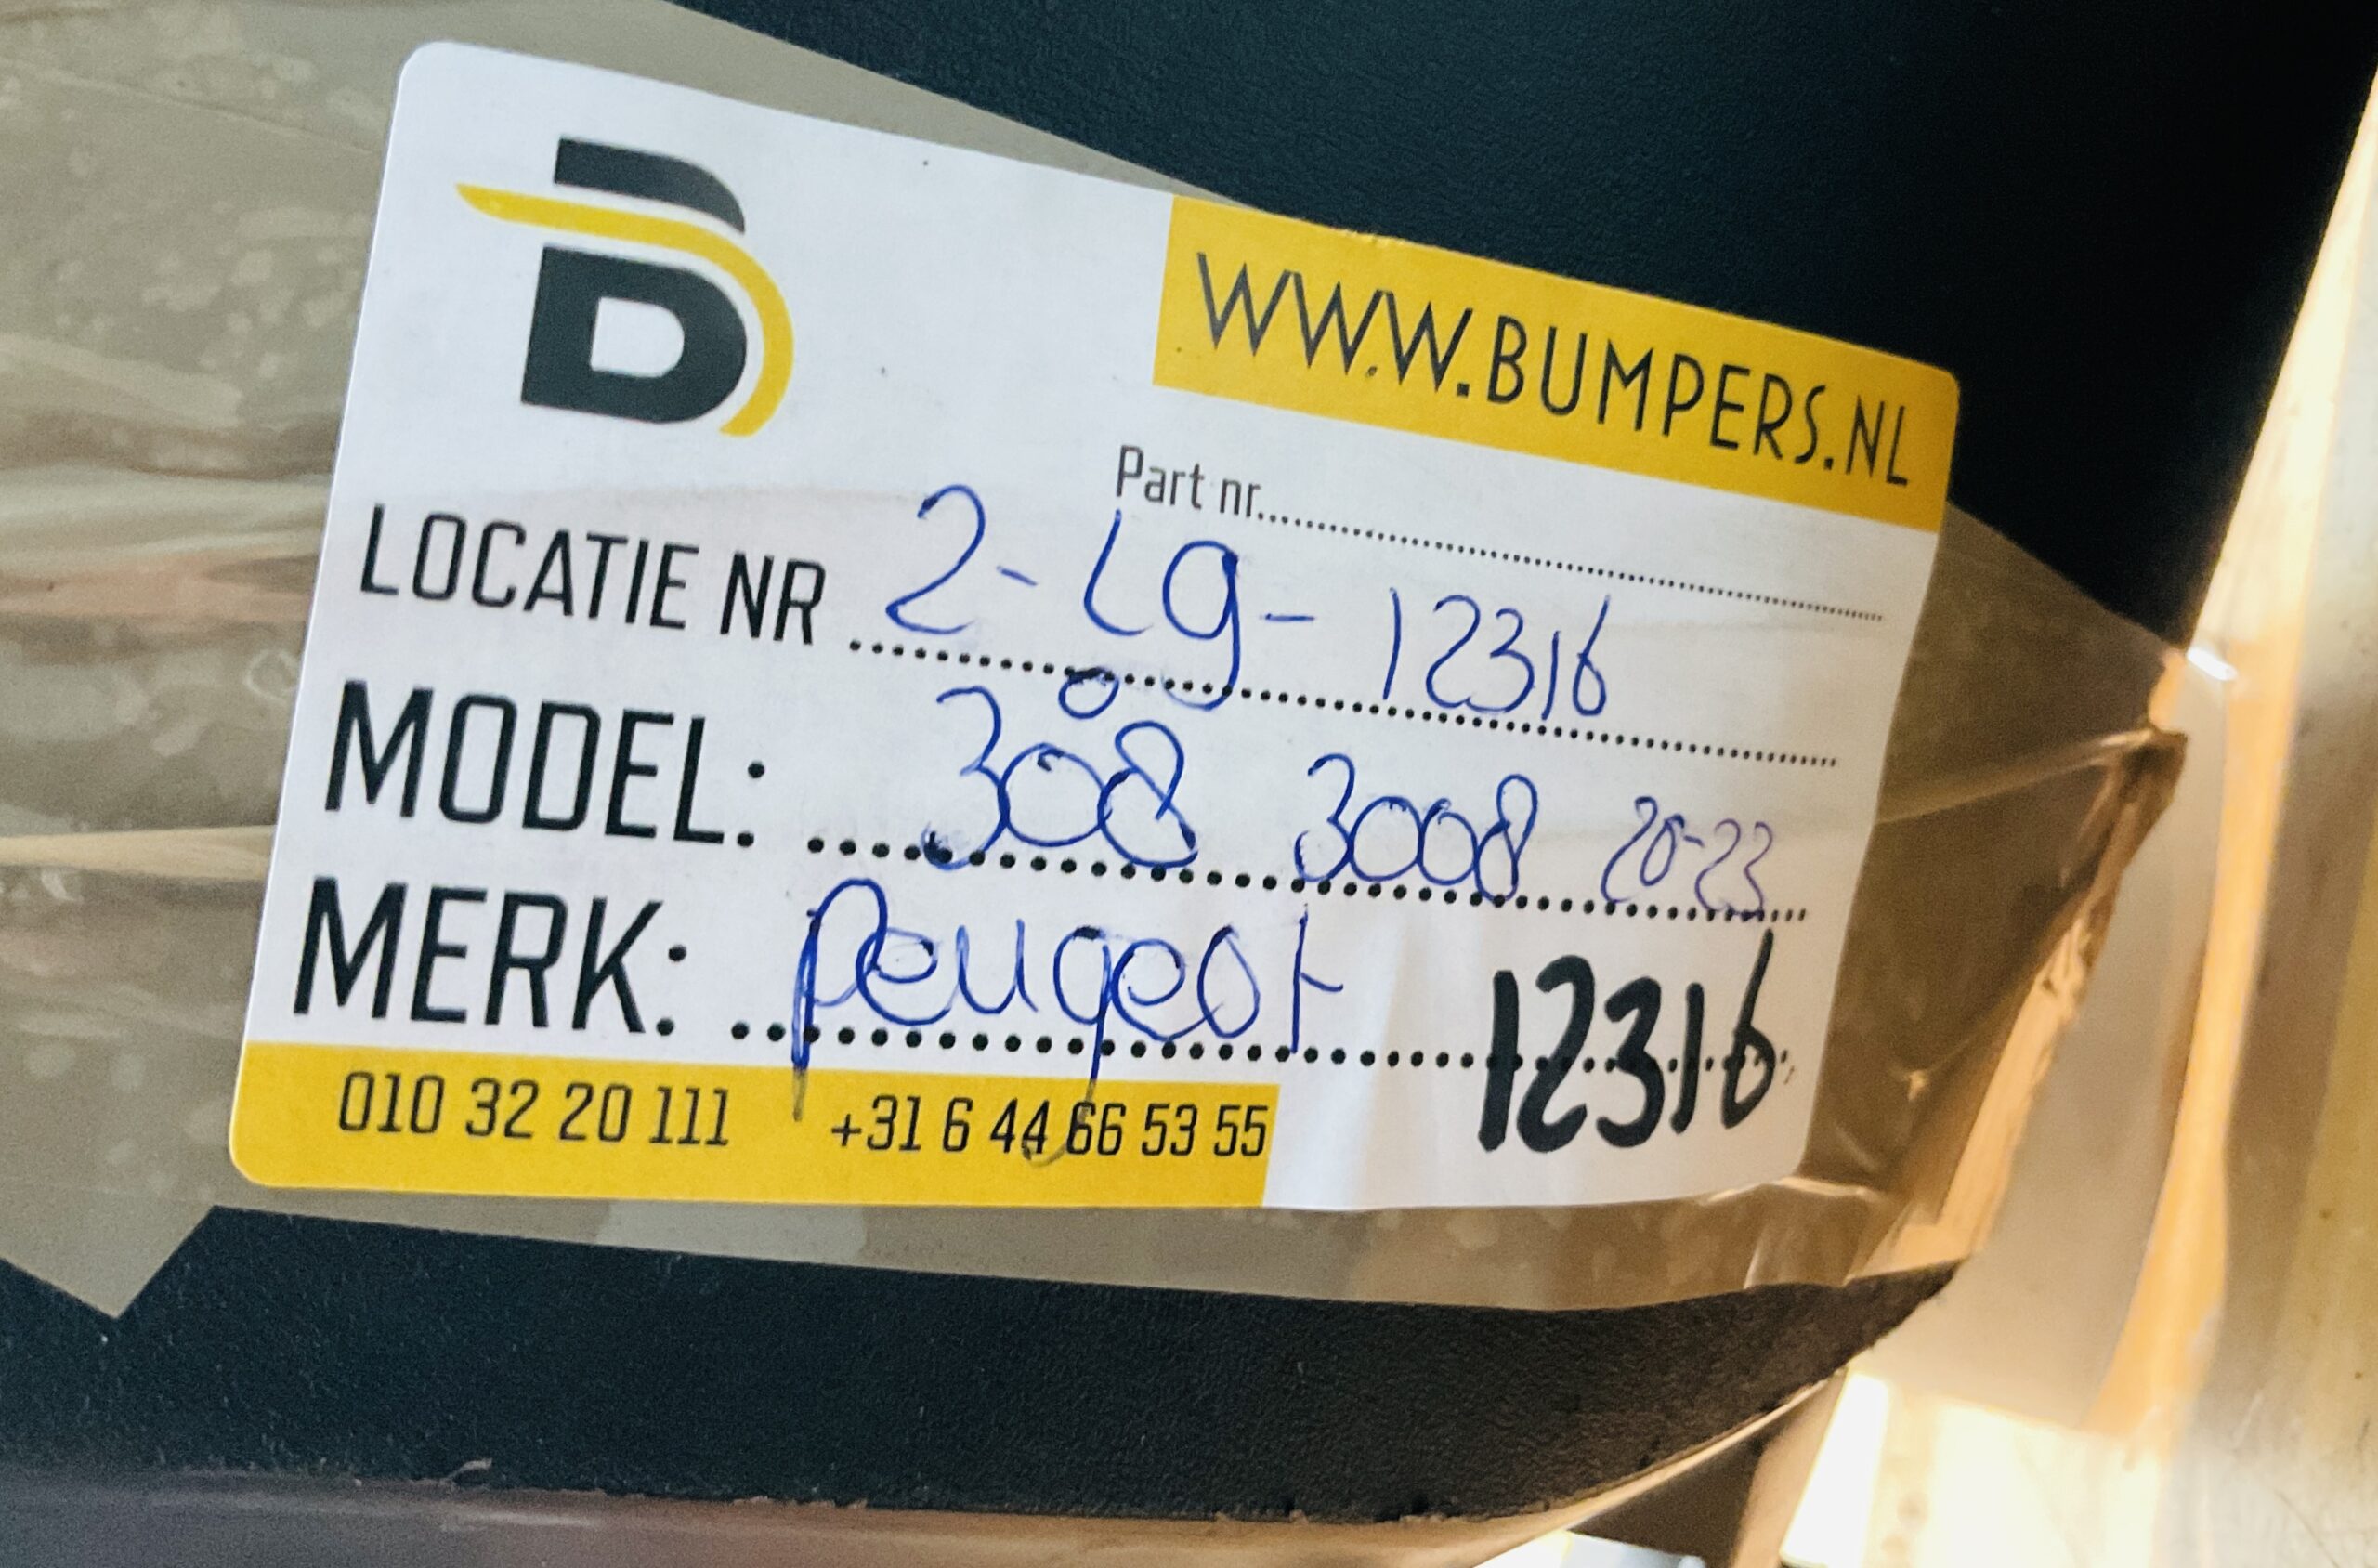 B
WWW.BUMPERS.NL
Part nr..........
LOCATIE NR 2-Lg-12316
MODEL: 308 3008 20-23
MERK: Peugeot
12316
010 32 20 111 +31 6 44 66 53 55